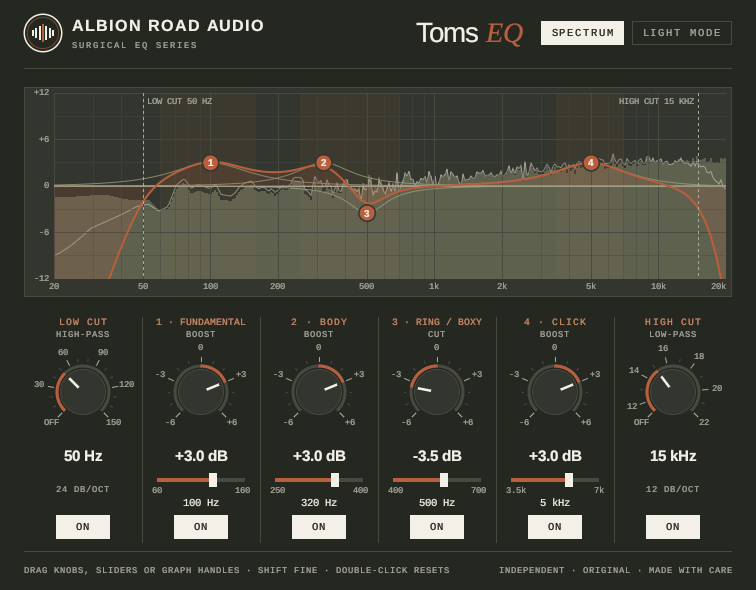 ALBION ROAD AUDIO
SURGICAL EQ SERIES
Toms EQ
SPECTRUM
LIGHT MODE
+12
LOW CUT 50 HZ
HIGH CUT 15 KHZ
+6
1
2
4
0
3
-6
-12
20
50
100
200
500
1k
2k
5k
10k
20k
LOW CUT
HIGH-PASS
60
90
30
120
OFF
150
50 Hz
24 DB/OCT
ON
1 · FUNDAMENTAL
BOOST
0
-3
+3
-6
+6
+3.0 dB
60
160
100 Hz
ON
2 · BODY
BOOST
0
-3
+3
-6
+6
+3.0 dB
250
400
320 Hz
ON
3 · RING / BOXY
CUT
0
-3
+3
-6
+6
-3.5 dB
400
700
500 Hz
ON
4 · CLICK
BOOST
0
-3
+3
-6
+6
+3.0 dB
3.5k
7k
5 kHz
ON
HIGH CUT
LOW-PASS
16
18
14
20
12
OFF
22
15 kHz
12 DB/OCT
ON
DRAG KNOBS, SLIDERS OR GRAPH HANDLES · SHIFT FINE · DOUBLE-CLICK RESETS
INDEPENDENT · ORIGINAL · MADE WITH CARE